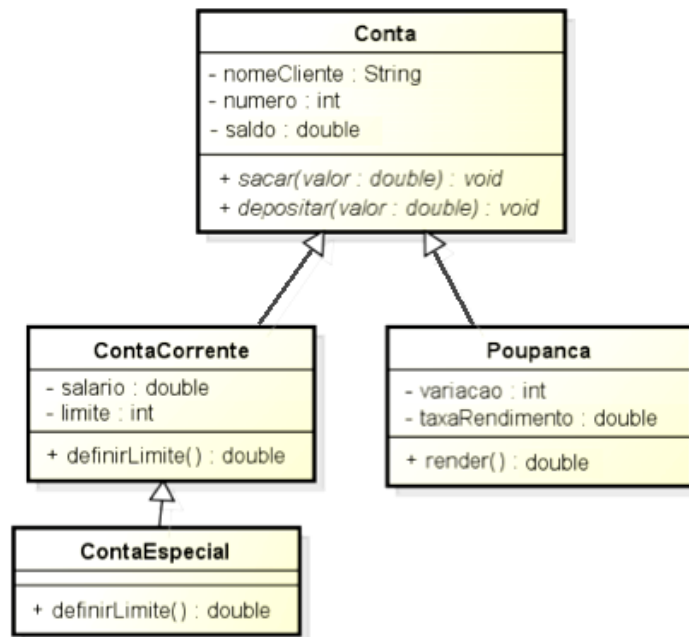 Conta
- nomeCliente : String
- numero : int
- saldo : double
+ sacar(valor : double) : void
+ depositar(valor : double) : void
ContaCorrente
- salario : double
- limite : int
+ definirLimite() : double
Poupanca
- variacao : int
- taxaRendimento : double
+ render() : double
ContaEspecial
+ definirLimite() : double